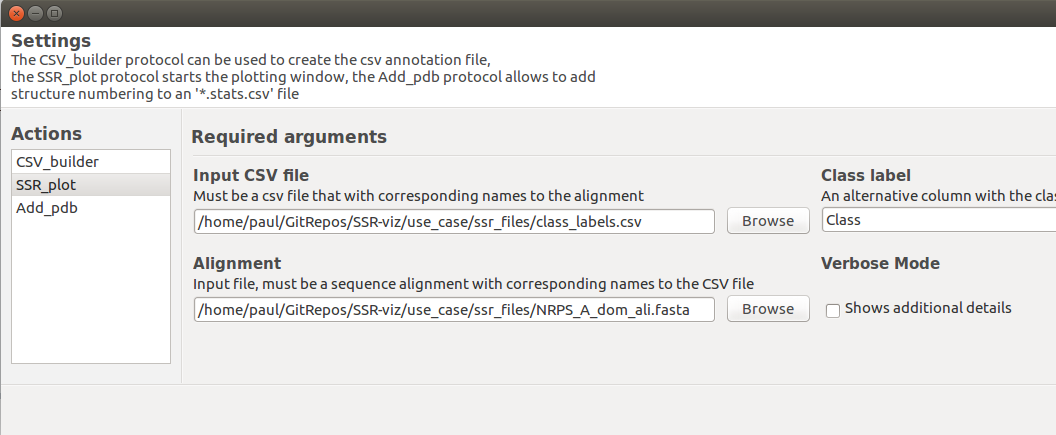 Settings
The CSV_builder protocol can be used to create the csv annotation file,
the SSR_plot protocol starts the plotting window, the Add_pdb protocol allows to add
structure numbering to an '*.stats.csv' file
Actions
CSV_builder
SSR_plot
Add_pdb
Required arguments
Input CSV file
Must be a csv file that with corresponding names to the alignment
/home/paul/GitRepos/SSR-viz/use_case/ssr_files/class_labels.csv
Browse
Class label
An alternative column with the clas
Class
Alignment
Input file, must be a sequence alignment with corresponding names to the CSV file
/home/paul/GitRepos/SSR-viz/use_case/ssr_files/NRPS_A_dom_ali.fasta
Browse
Verbose Mode
Shows additional details